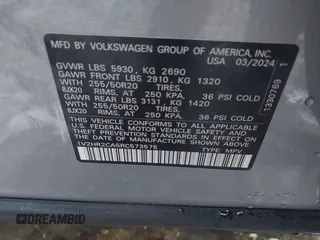 MFD BY VOLKSWAGEN GROUP OF AMERICA, INC.
USA 03/2024
GVWR LBS 5930, KG 2690
GAWR FRONT LBS 2910, KG 1320
WITH 255/50R20 TIRES,
8JX20 RIMS, AT 250 KPA 36 PSI COLD
GAWR REAR LBS 3131, KG 1420
WITH 255/50R20 TIRES,
8JX20 RIMS, AT 250 KPA 36 PSI COLD
THIS VEHICLE CONFORMS TO ALL
APPLICABLE FEDERAL MOTOR VEHICLE
SAFETY, BUMPER, AND THEFT
PREVENTION STANDARDS IN EFFECT
ON THE DATE OF MANUFACTURE
SHOWN ABOVE.
1V2HR2CA5RC573575
TYPE: MPV
1330769 1
DREAMBID